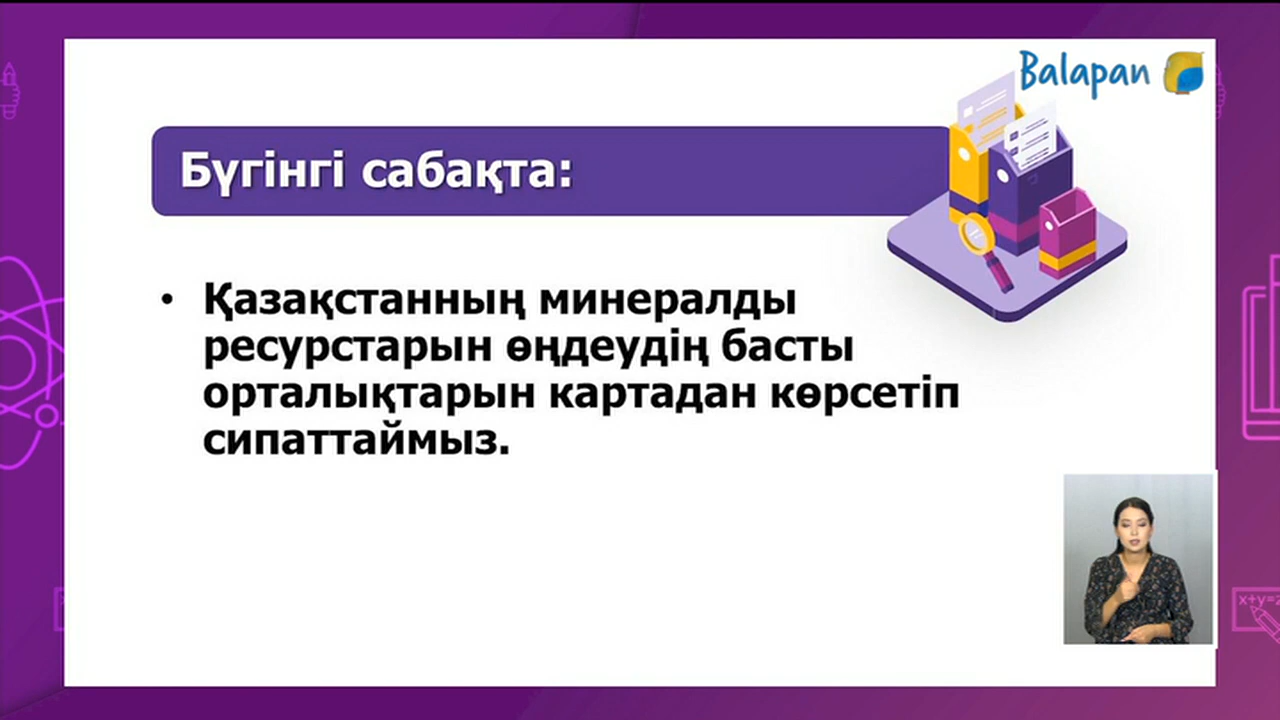 Balapan
Бүгінгі сабақта:
• Қазақстанның минералды
ресурстарын өңдеудің басты
орталықтарын картадан көрсетіп
сипаттаймыз.
x+y=